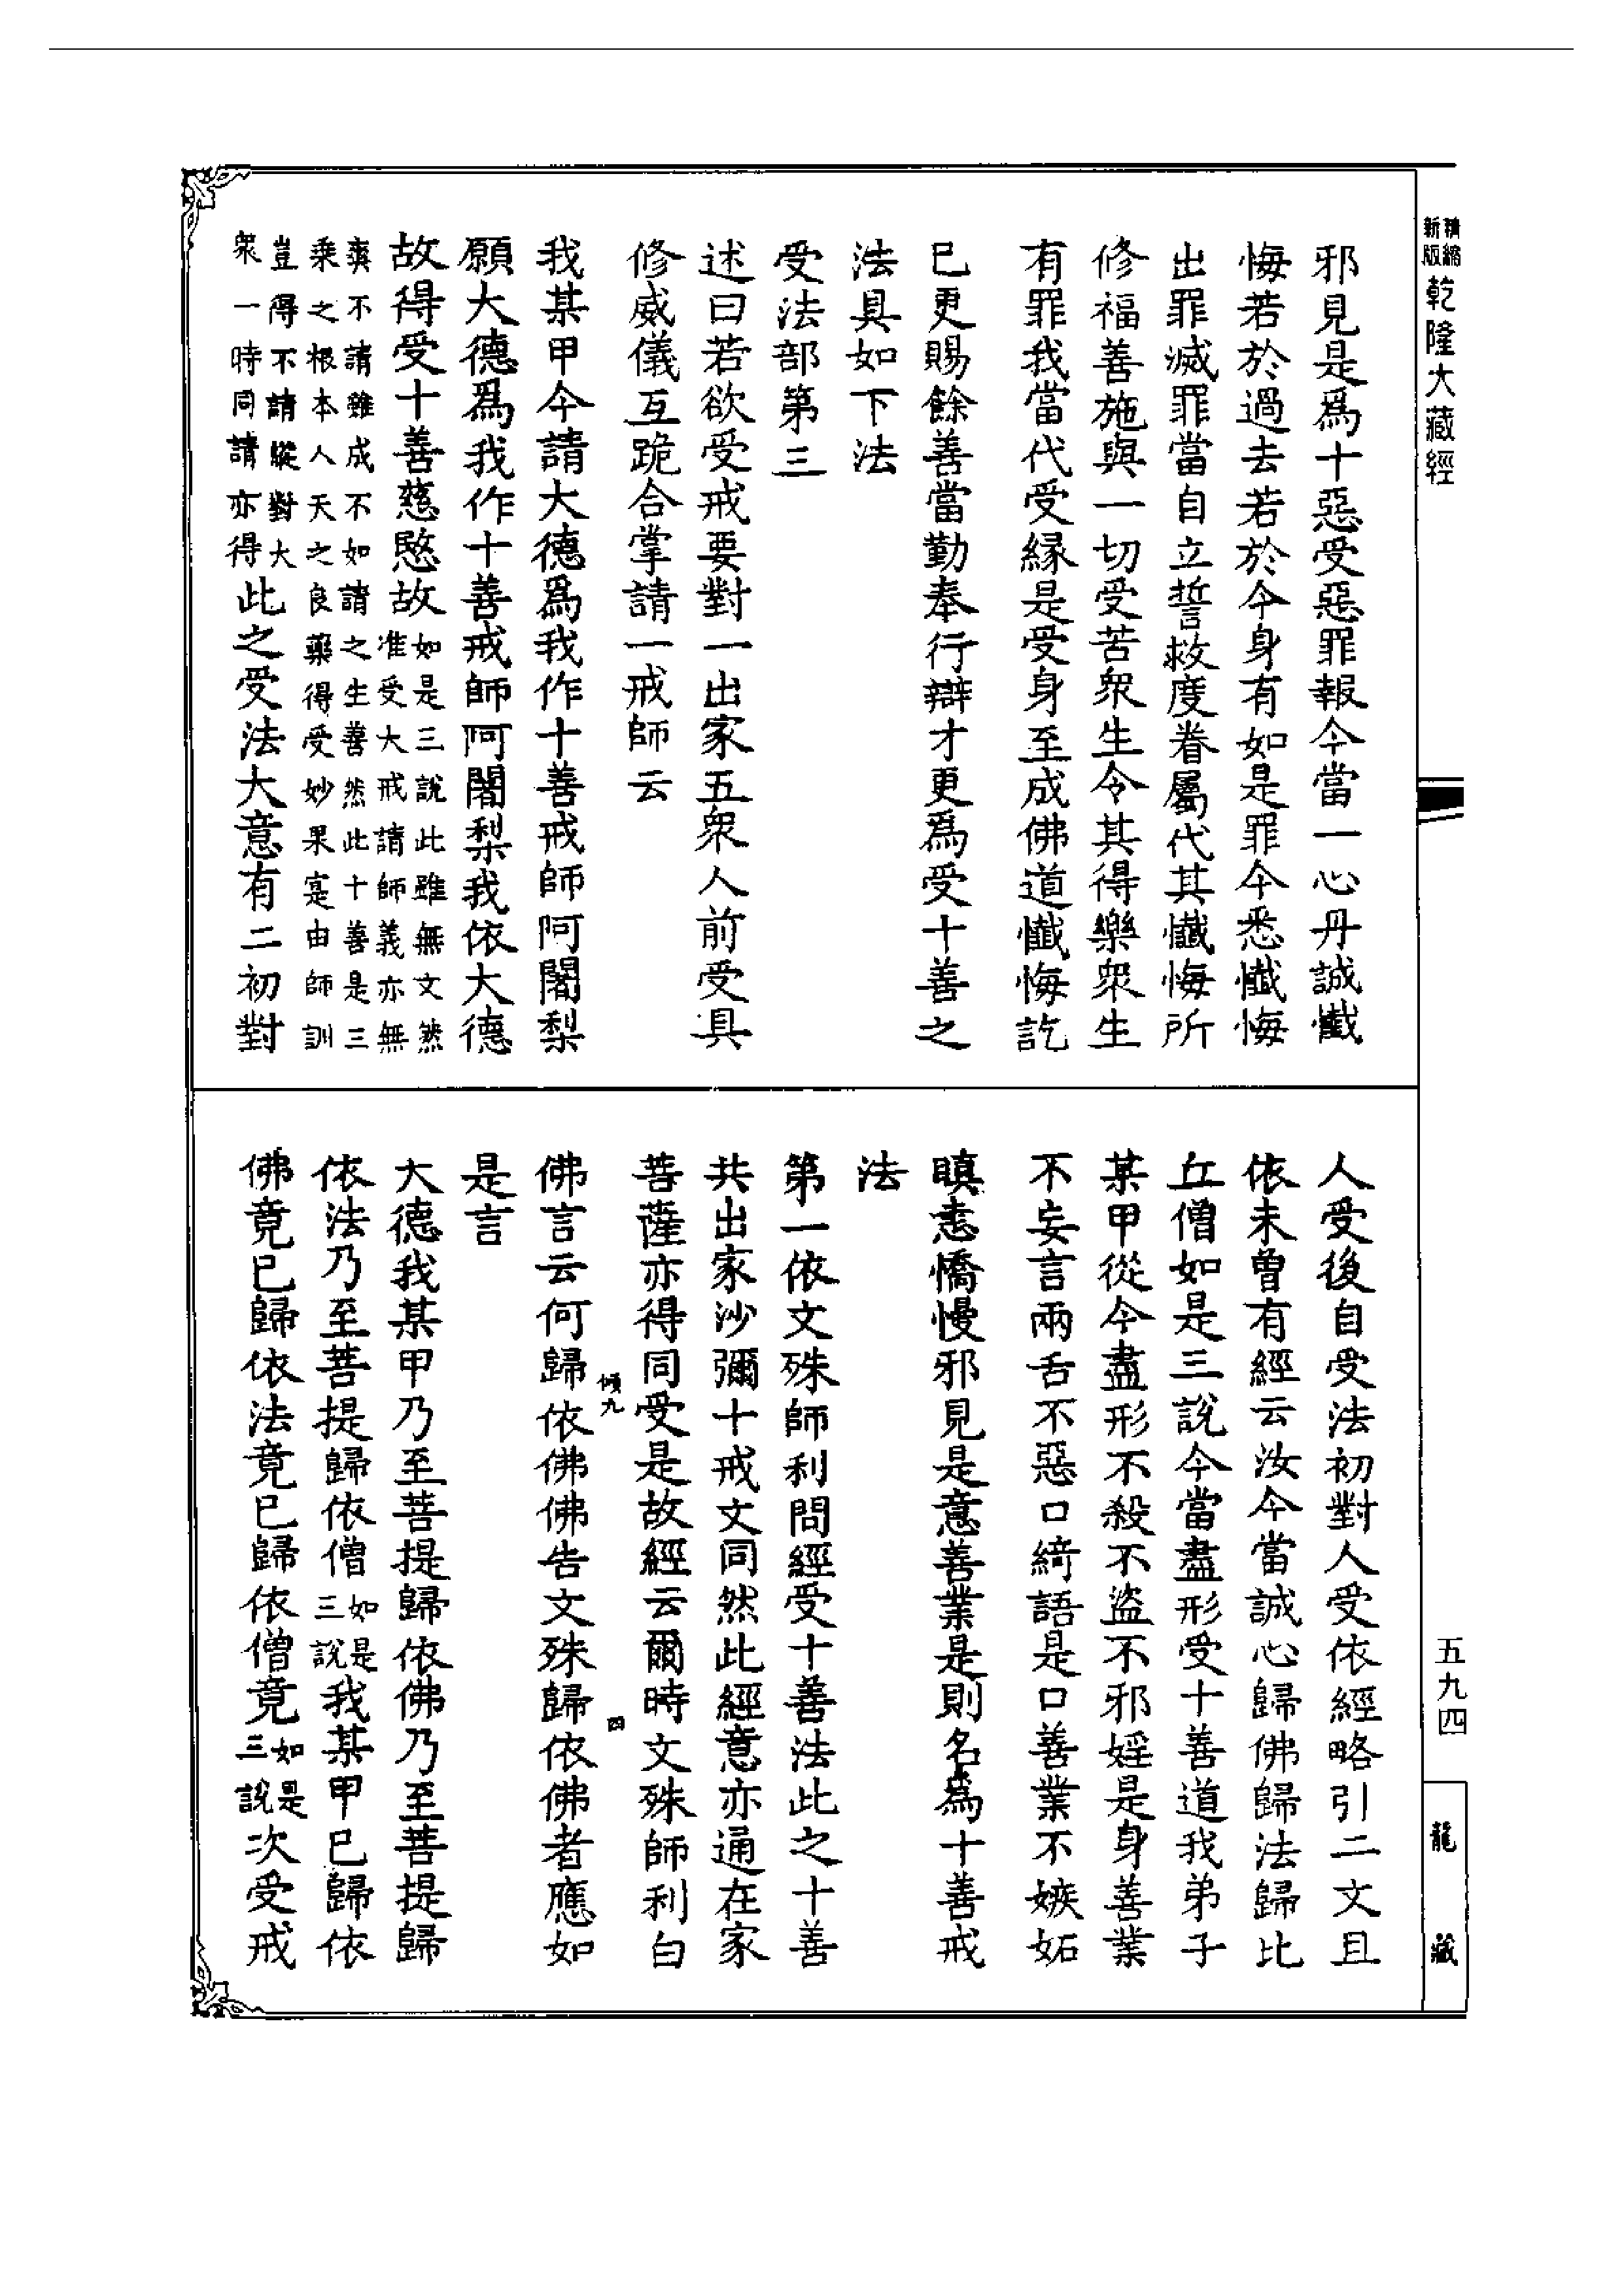 精縮
新版
乾隆大藏經
邪見是爲十惡受惡罪報今當一心丹誠懺
悔若於過去若於今身有如是罪今悉懺悔
出罪滅罪當自立誓救度眷屬代其懺悔所
修福善施與一切受苦衆生令其得樂衆生
有罪我當代受縁是受身至成佛道懺悔訖
已更賜餘善當勤奉行辯才更爲受十善之
法具如下法
受法部第三
述曰若欲受戒要對一出家五衆人前受具
修威儀互跪合掌請一戒師云
我某甲今請大德爲我作十善戒師阿闍梨
願大德爲我作十善戒師阿闍梨我依大德
故得受十善慈愍故
如是三說此雖無文然
准受大戒請師義亦無
爽不請雖成不如請之生善然此十善是三
乗之根本人天之良藥得受妙果寔由師訓
豈得不請縱對大
衆一時同請亦得
此之受法大意有二初對
人受後自受法初對人受依經略引二文且
依未曽有經云汝今當誠心歸佛歸法歸比
丘僧如是三說今當盡形受十善道我弟子
某甲從今盡形不殺不盜不邪婬是身善業
不妄言兩舌不惡口綺語是口善業不嫉妬
瞋恚憍慢邪見是意善業是則名爲十善戒
法
第一依文殊師利問經受十善法此之十善
共出家沙彌十戒文同然此經意亦通在家
菩薩亦得同受是故經云爾時文殊師利白
傾九
四
佛言云何歸依佛佛告文殊歸依佛者應如
是言
大德我某甲乃至菩提歸依佛乃至菩提歸
依法乃至菩提歸依僧如是三說我某甲已歸依
佛竟已歸依法竟已歸依僧竟如是三說次受戒
五九四
龍藏